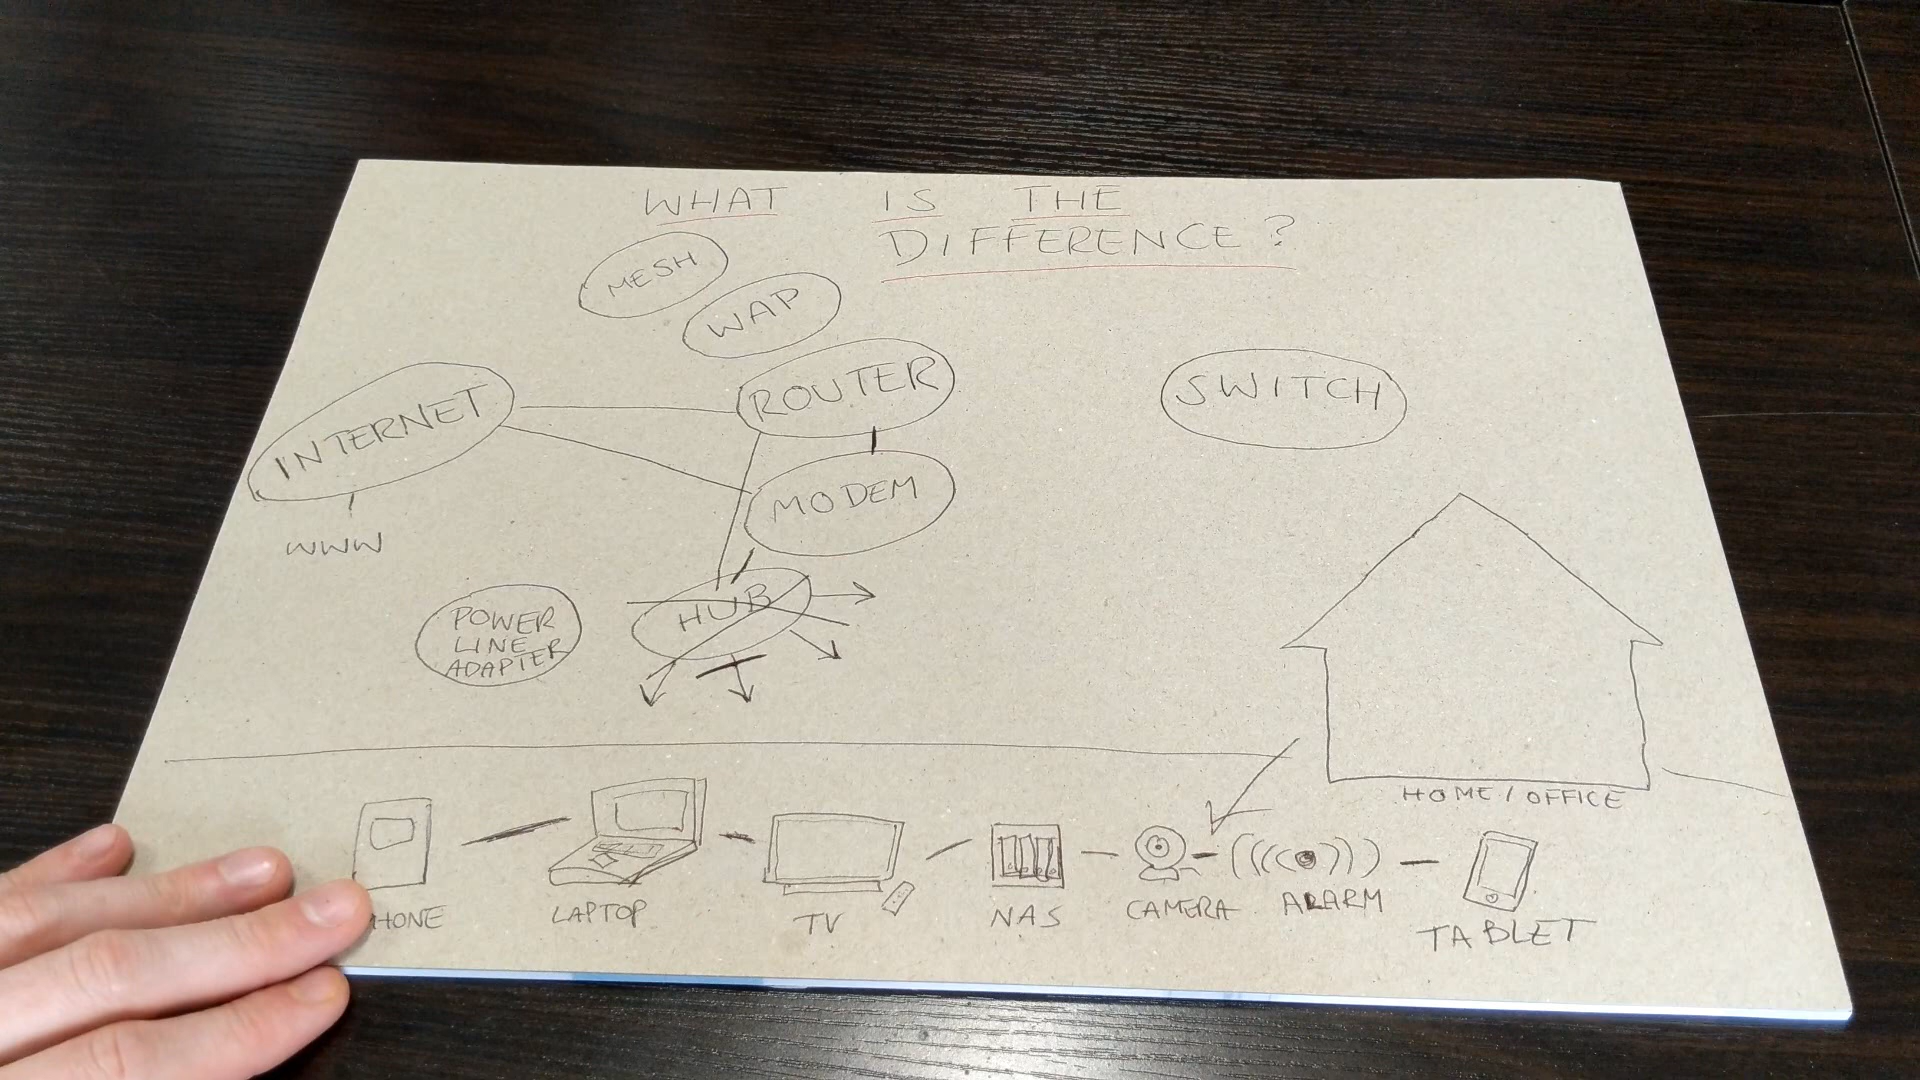 WHAT IS THE
DIFFERENCE?
MESH
WAP
ROUTER
SWITCH
INTERNET
MODEM
WWW
HUB
POWER
LINE
ADAPTER
HOME/OFFICE
HONE
LAPTOP
TV
NAS
CAMERA
ALARM
TABLET